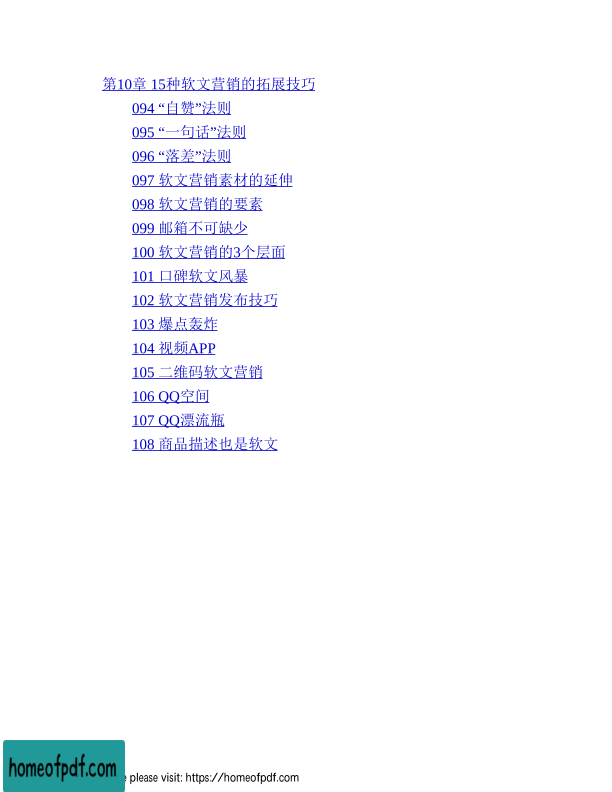 第10章 15种软文营销的拓展技巧
094 “自赞”法则
095 “一句话”法则
096 “落差”法则
097 软文营销素材的延伸
098 软文营销的要素
099 邮箱不可缺少
100 软文营销的3个层面
101 口碑软文风暴
102 软文营销发布技巧
103 爆点轰炸
104 视频APP
105 二维码软文营销
106 QQ空间
107 QQ漂流瓶
108 商品描述也是软文
homeofpdf.com
please visit: https://homeofpdf.com